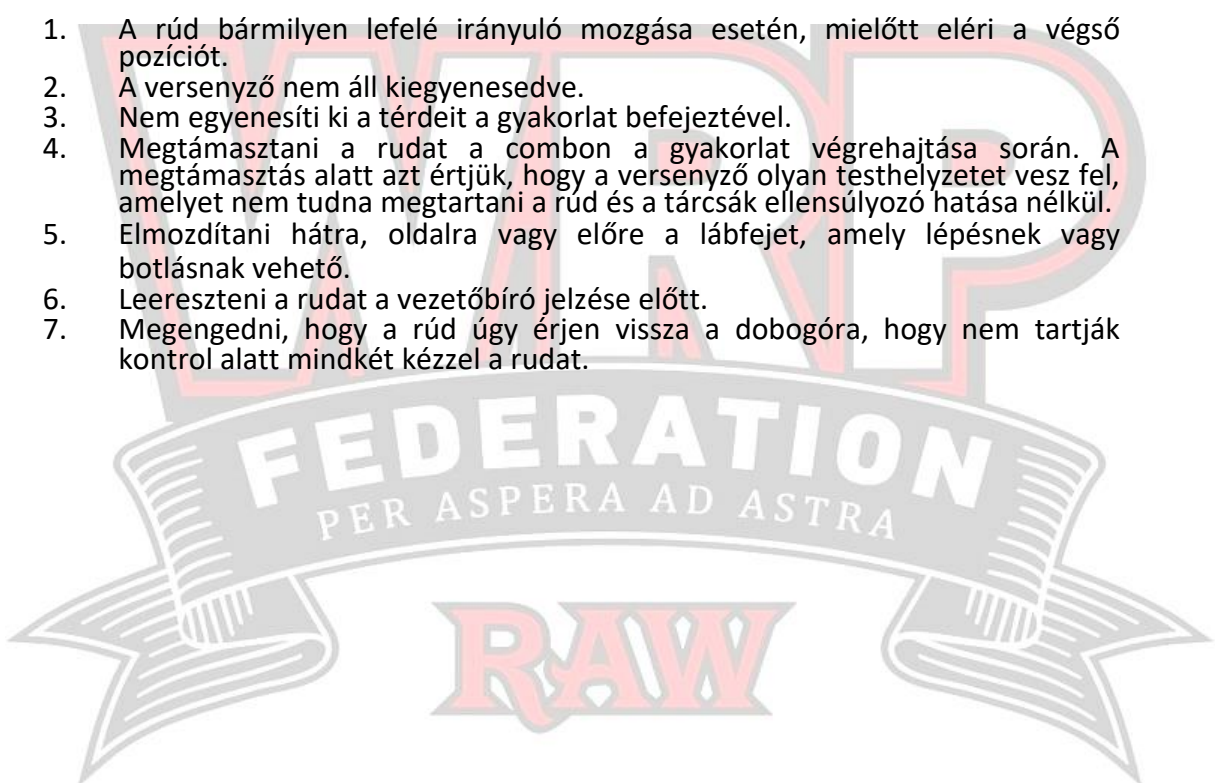 1. A rúd bármilyen lefelé irányuló mozgása esetén, mielőtt eléri a végső
pozíciót.
2. A versenyző nem áll kiegyenesedve.
3. Nem egyenesíti ki a térdeit a gyakorlat befejeztével.
4. Megtámasztani a rudat a combon a gyakorlat végrehajtása során. A
megtámasztás alatt azt értjük, hogy a versenyző olyan testhelyzetet vesz fel,
amelyet nem tudna megtartani a rúd és a tárcsák ellensúlyozó hatása nélkül.
5. Elmozdítani hátra, oldalra vagy előre a lábfejet, amely lépésnek vagy
botlásnak vehető.
6. Leereszteni a rudat a vezetőbíró jelzése előtt.
7. Megengedni, hogy a rúd úgy érjen vissza a dobogóra, hogy nem tartják
kontrol alatt mindkét kézzel a rudat.
WRP
FEDERATION
PER ASPERA AD ASTRA
RAW